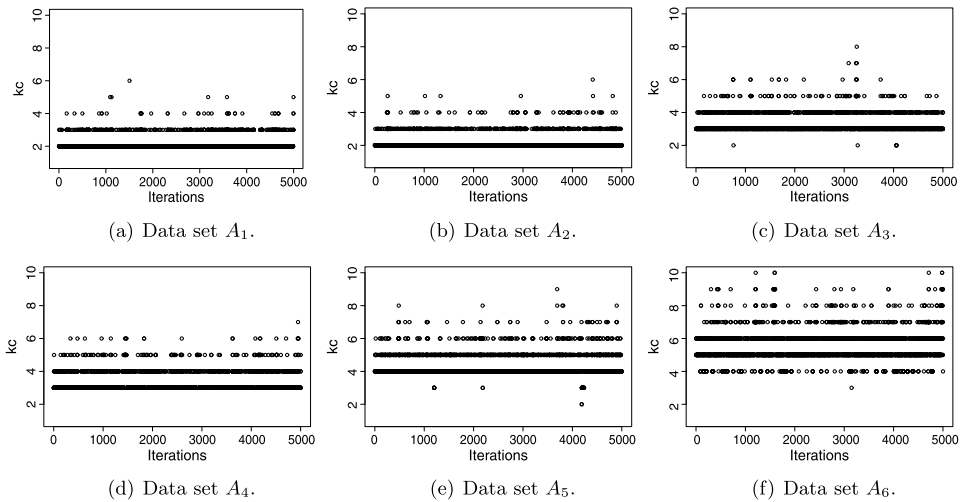 10
8
6
4
2
kc
0 1000 2000 3000 4000 5000
Iterations
(a) Data set A₁.
10
8
6
4
2
kc
0 1000 2000 3000 4000 5000
Iterations
(b) Data set A₂.
10
8
6
4
2
kc
0 1000 2000 3000 4000 5000
Iterations
(c) Data set A₃.
10
8
6
4
2
kc
0 1000 2000 3000 4000 5000
Iterations
(d) Data set A₄.
10
8
6
4
2
kc
0 1000 2000 3000 4000 5000
Iterations
(e) Data set A₅.
10
8
6
4
2
kc
0 1000 2000 3000 4000 5000
Iterations
(f) Data set A₆.